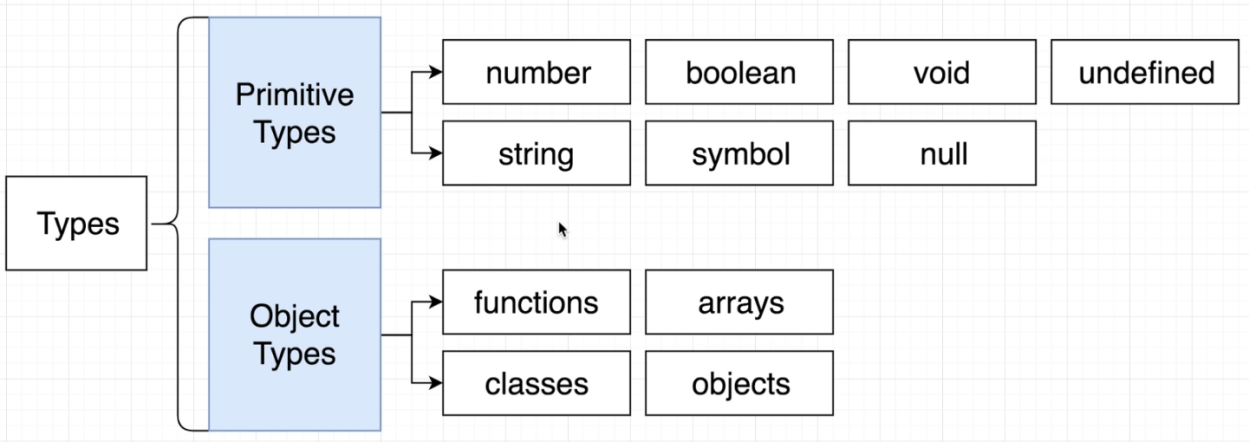 Types
Primitive
Types
number
boolean
void
undefined
string
symbol
null
Object
Types
functions
arrays
classes
objects